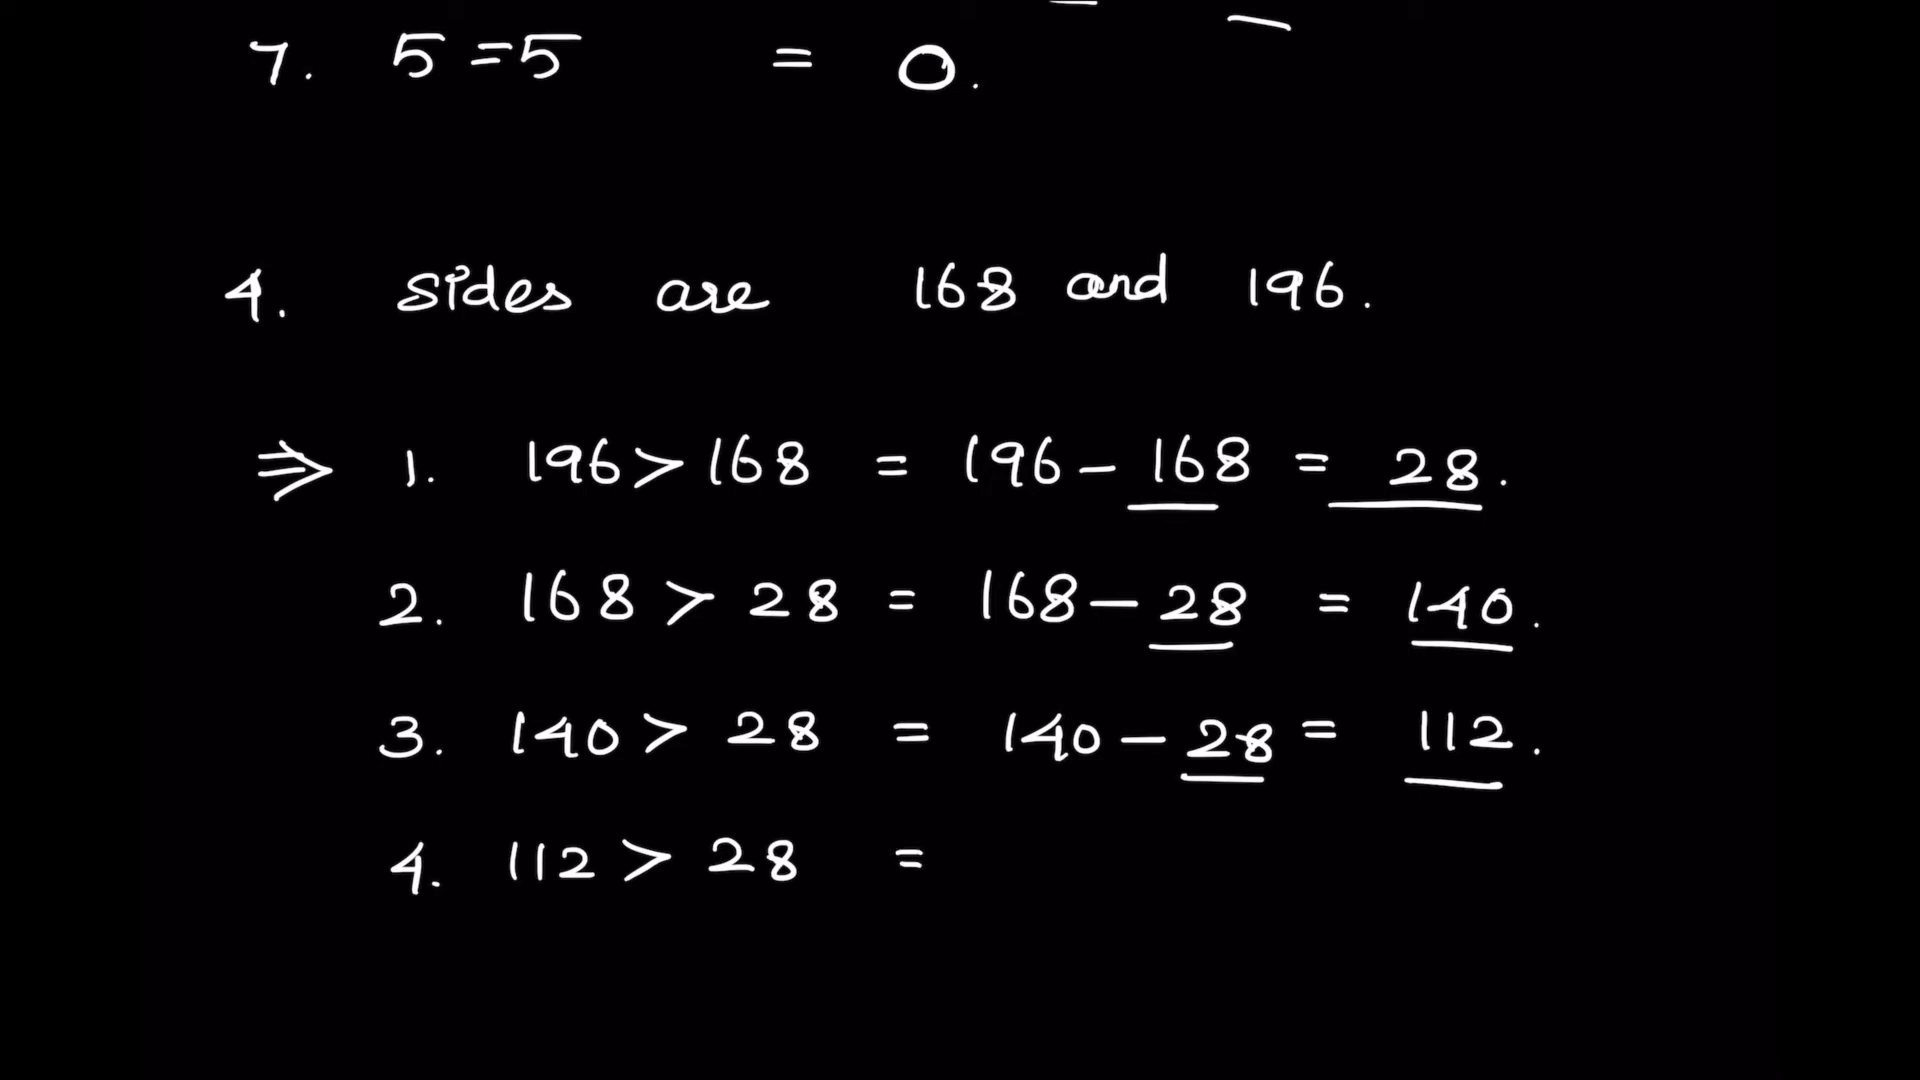 7. 5 = 5 = 0.
4. sides are 168 and 196.
⇒ 1. 196 > 168 = 196 - 168 = 28.
2. 168 > 28 = 168 - 28 = 140.
3. 140 > 28 = 140 - 28 = 112.
4. 112 > 28 =